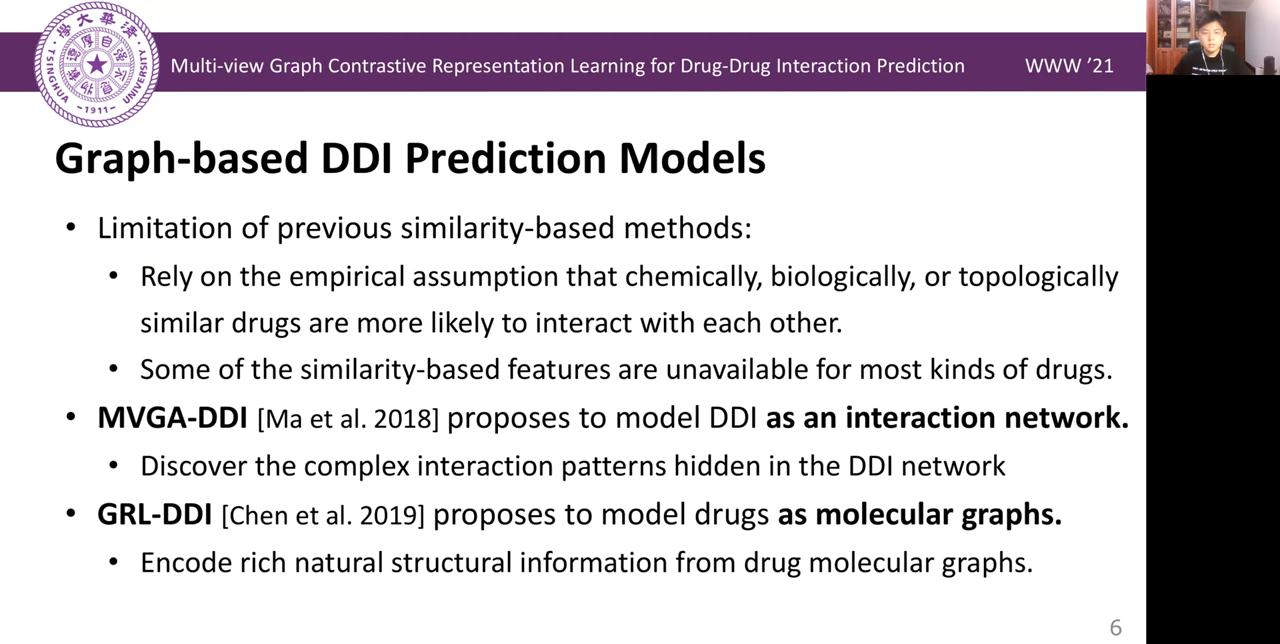 Multi-view Graph Contrastive Representation Learning for Drug-Drug Interaction Prediction WWW ’21
TSINGHUA UNIVERSITY
-1911-
Graph-based DDI Prediction Models
• Limitation of previous similarity-based methods:
• Rely on the empirical assumption that chemically, biologically, or topologically
similar drugs are more likely to interact with each other.
• Some of the similarity-based features are unavailable for most kinds of drugs.
• MVGA-DDI [Ma et al. 2018] proposes to model DDI as an interaction network.
• Discover the complex interaction patterns hidden in the DDI network
• GRL-DDI [Chen et al. 2019] proposes to model drugs as molecular graphs.
• Encode rich natural structural information from drug molecular graphs.
6